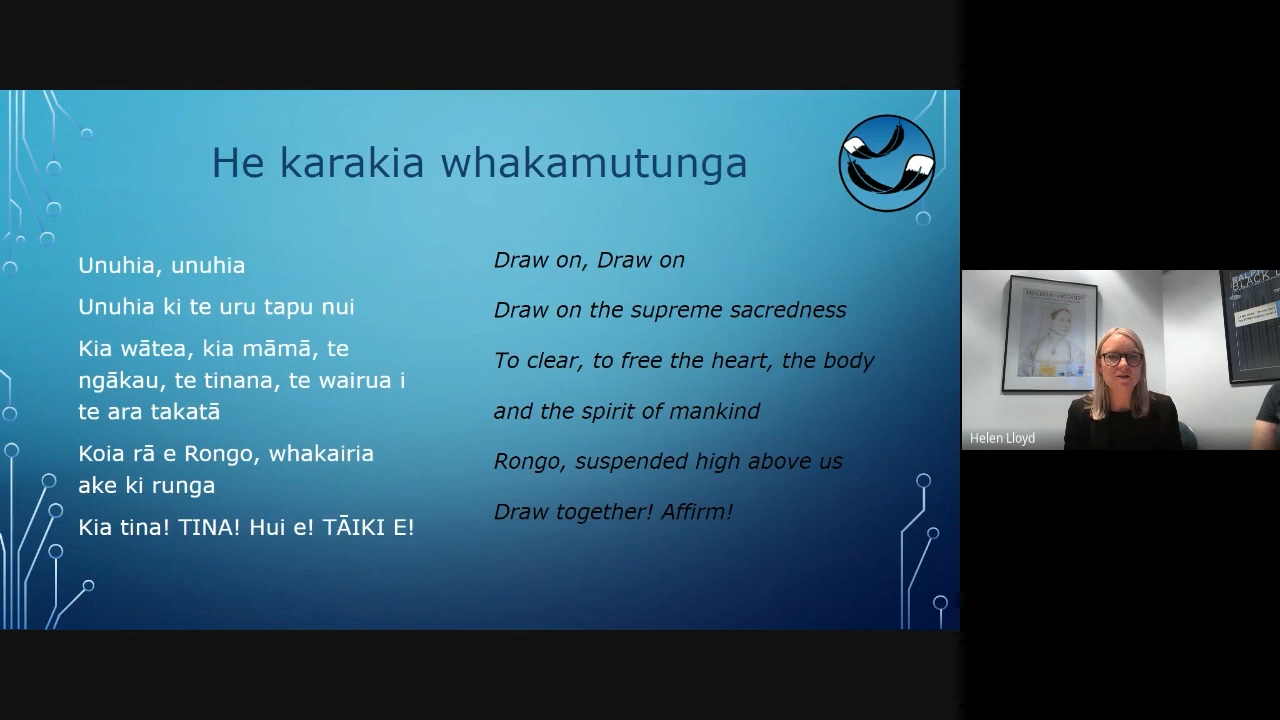 He karakia whakamutunga
Unuhia, unuhia
Unuhia ki te uru tapu nui
Kia wātea, kia māmā, te
ngākau, te tinana, te wairua i
te ara takatā
Koia rā e Rongo, whakairia
ake ki runga
Kia tina! TINA! Hui e! TĀIKI E!
Draw on, Draw on
Draw on the supreme sacredness
To clear, to free the heart, the body
and the spirit of mankind
Rongo, suspended high above us
Draw together! Affirm!
RALPH
BLACK
Helen Lloyd